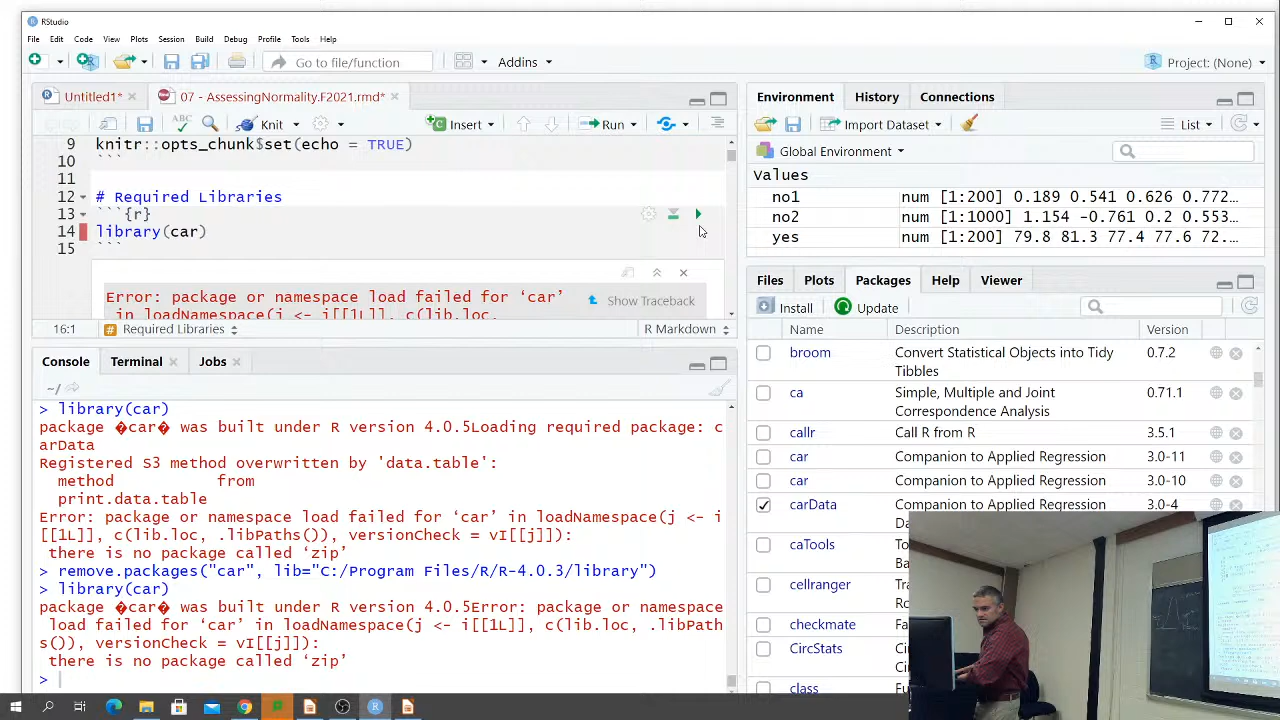 RStudio
File Edit Code View Plots Session Build Debug Profile Tools Help
Go to file/function Addins Project: (None)
Untitled1* 07 - AssessingNormality.F2021.rmd*
ABC Knit Insert Run
9 knitr::opts_chunk$set(echo = TRUE)
10 ```
11
12 # Required Libraries
13 ```{r}
14 library(car)
15 ```
Error: package or namespace load failed for ‘car’
in loadNamespace(j <- i[[1L]], c(lib.loc,
Show Traceback
16:1 Required Libraries R Markdown
Console Terminal Jobs
~/
> library(car)
package �car� was built under R version 4.0.5Loading required package: c
arData
Registered S3 method overwritten by 'data.table':
method from
print.data.table
Error: package or namespace load failed for ‘car’ in loadNamespace(j <- i
[[1L]], c(lib.loc, .libPaths()), versionCheck = vI[[j]]):
there is no package called ‘zip’
> remove.packages("car", lib="C:/Program Files/R/R-4.0.3/library")
> library(car)
package �car� was built under R version 4.0.5Error: package or namespace
load failed for ‘car’ in loadNamespace(j <- i[[1L]], c(lib.loc, .libPath
s()), versionCheck = vI[[j]]):
there is no package called ‘zip’
>
Environment History Connections
Import Dataset List
Global Environment
Values
no1 num [1:200] 0.189 0.541 0.626 0.772...
no2 num [1:1000] 1.154 -0.761 0.2 0.553...
yes num [1:200] 79.8 81.3 77.4 77.6 72...
Files Plots Packages Help Viewer
Install Update
Name Description Version
broom Convert Statistical Objects into Tidy 0.7.2
Tibbles
ca Simple, Multiple and Joint 0.71.1
Correspondence Analysis
callr Call R from R 3.5.1
car Companion to Applied Regression 3.0-11
car Companion to Applied Regression 3.0-10
carData Companion to Applied Regression 3.0-4
caTools
cellranger
checkmate
CircStats
class